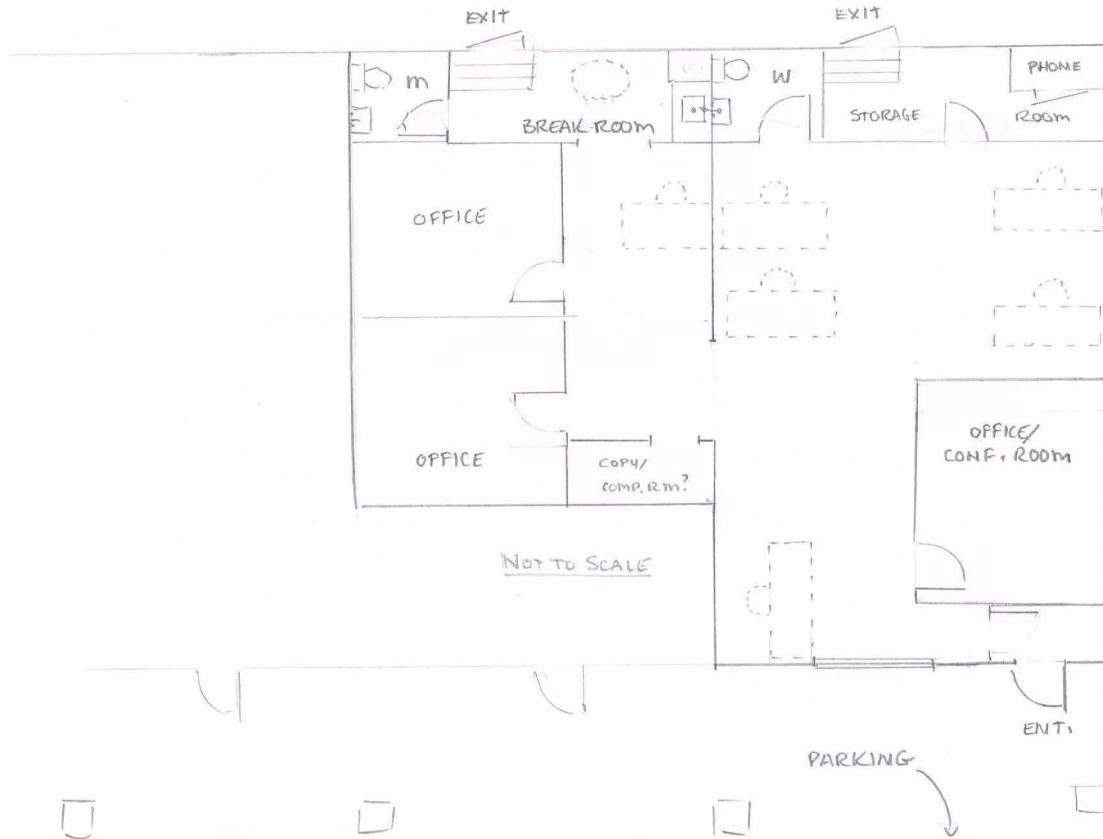 EXIT
EXIT
M
W
PHONE
BREAK ROOM
STORAGE
ROOM
OFFICE
OFFICE/
CONF. ROOM
OFFICE
COPY/
COMP. RM?
NOT TO SCALE
ENT.
PARKING